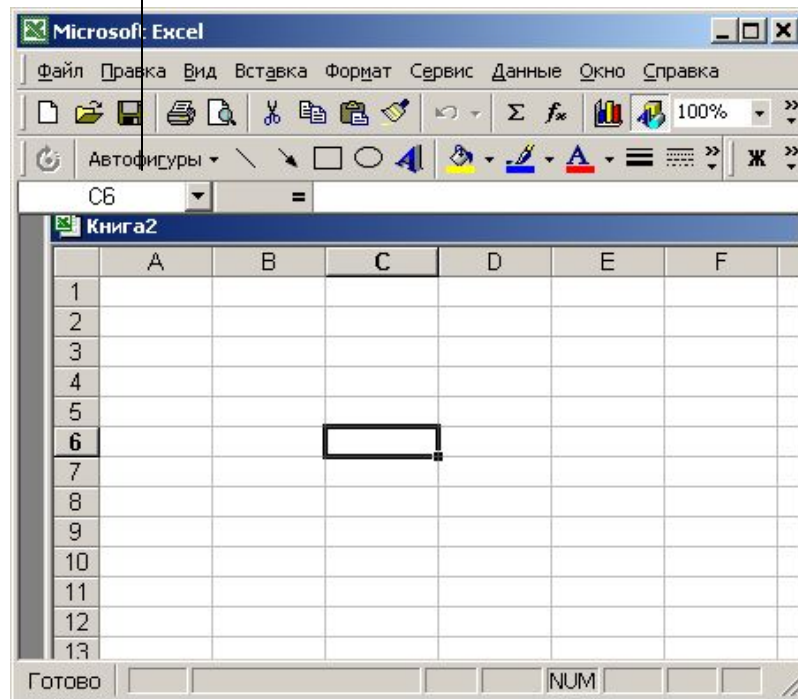 Microsoft Excel
Файл Правка Вид Вставка Формат Сервис Данные Окно Справка
Σ fx 100% »
Автофигуры A A » Ж »
C6 =
Книга2
A B C D E F
1
2
3
4
5
6
7
8
9
10
11
12
13
Готово NUM